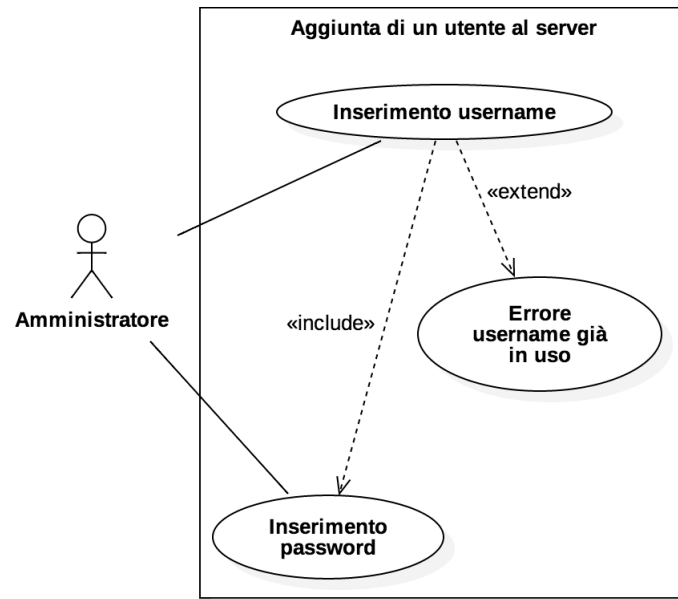 Aggiunta di un utente al server
Inserimento username
«extend»
Errore
username già
in uso
«include»
Amministratore
Inserimento
password